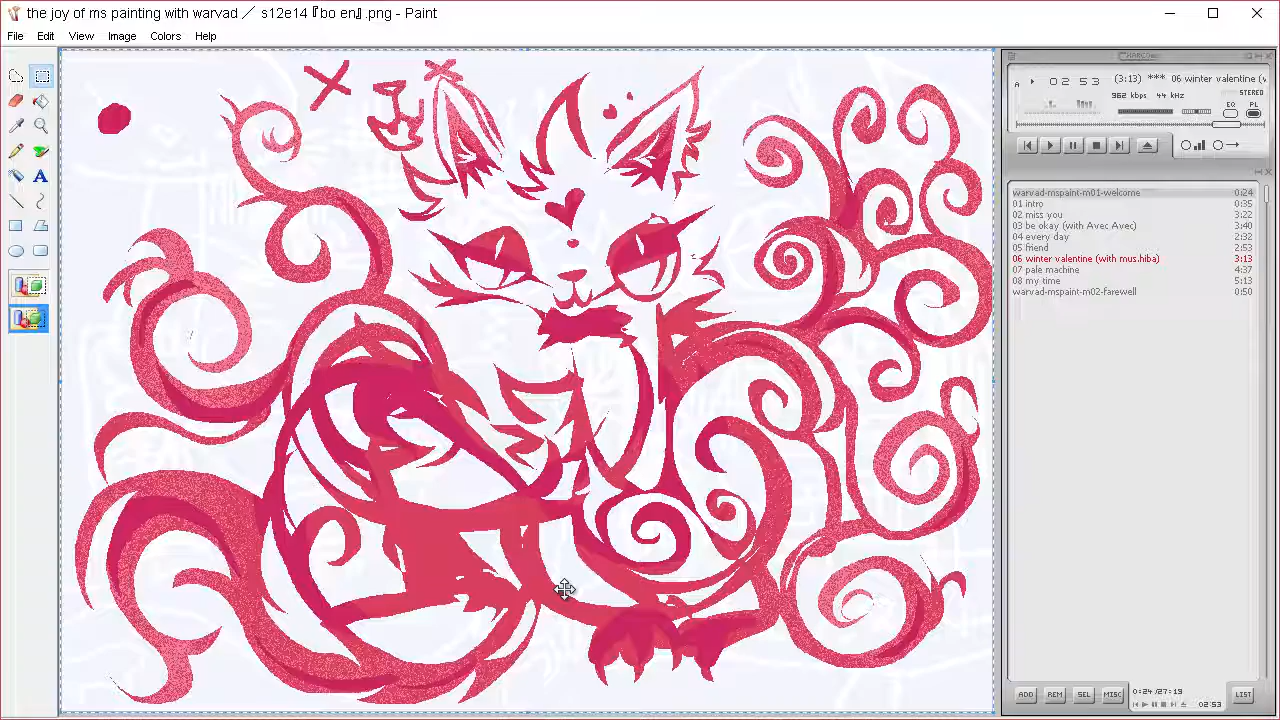 the joy of ms painting with warvad ／ s12e14『bo en』.png - Paint
File Edit View Image Colors Help
02 53
(3:13) *** 06 winter valentine (w
962 kbps 44 kHz
STEREO
EQ PL
warvad-mspaint-m01-welcome 0:24
01 intro 0:35
02 miss you 3:22
03 be okay (with Avec Avec) 3:40
04 every day 2:32
05 friend 2:53
06 winter valentine (with mus.hiba) 3:13
07 pale machine 4:37
08 my time 5:13
warvad-mspaint-m02-farewell 0:50
ADD REM SEL MISC 0:24/27:19 LIST
02:53